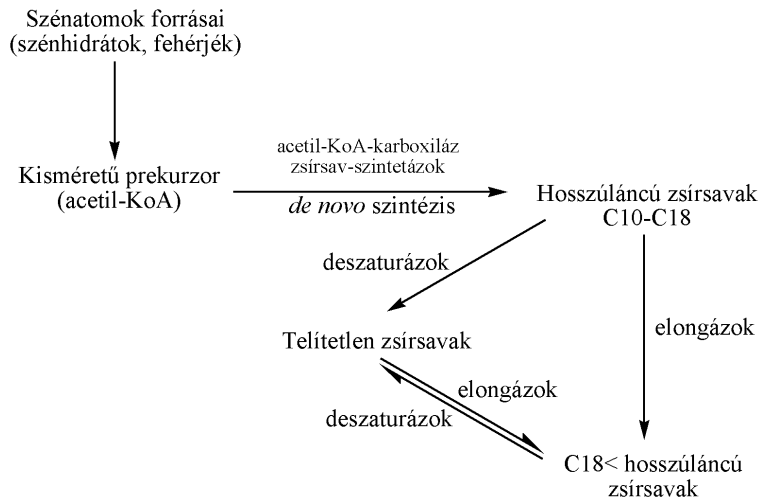 Szénatomok forrásai
(szénhidrátok, fehérjék)
acetil-KoA-karboxiláz
zsírsav-szintetázok
Kisméretű prekurzor
(acetil-KoA)
de novo szintézis
Hosszúláncú zsírsavak
C10-C18
deszaturázok
elongázok
Telítetlen zsírsavak
elongázok
deszaturázok
C18< hosszúláncú
zsírsavak